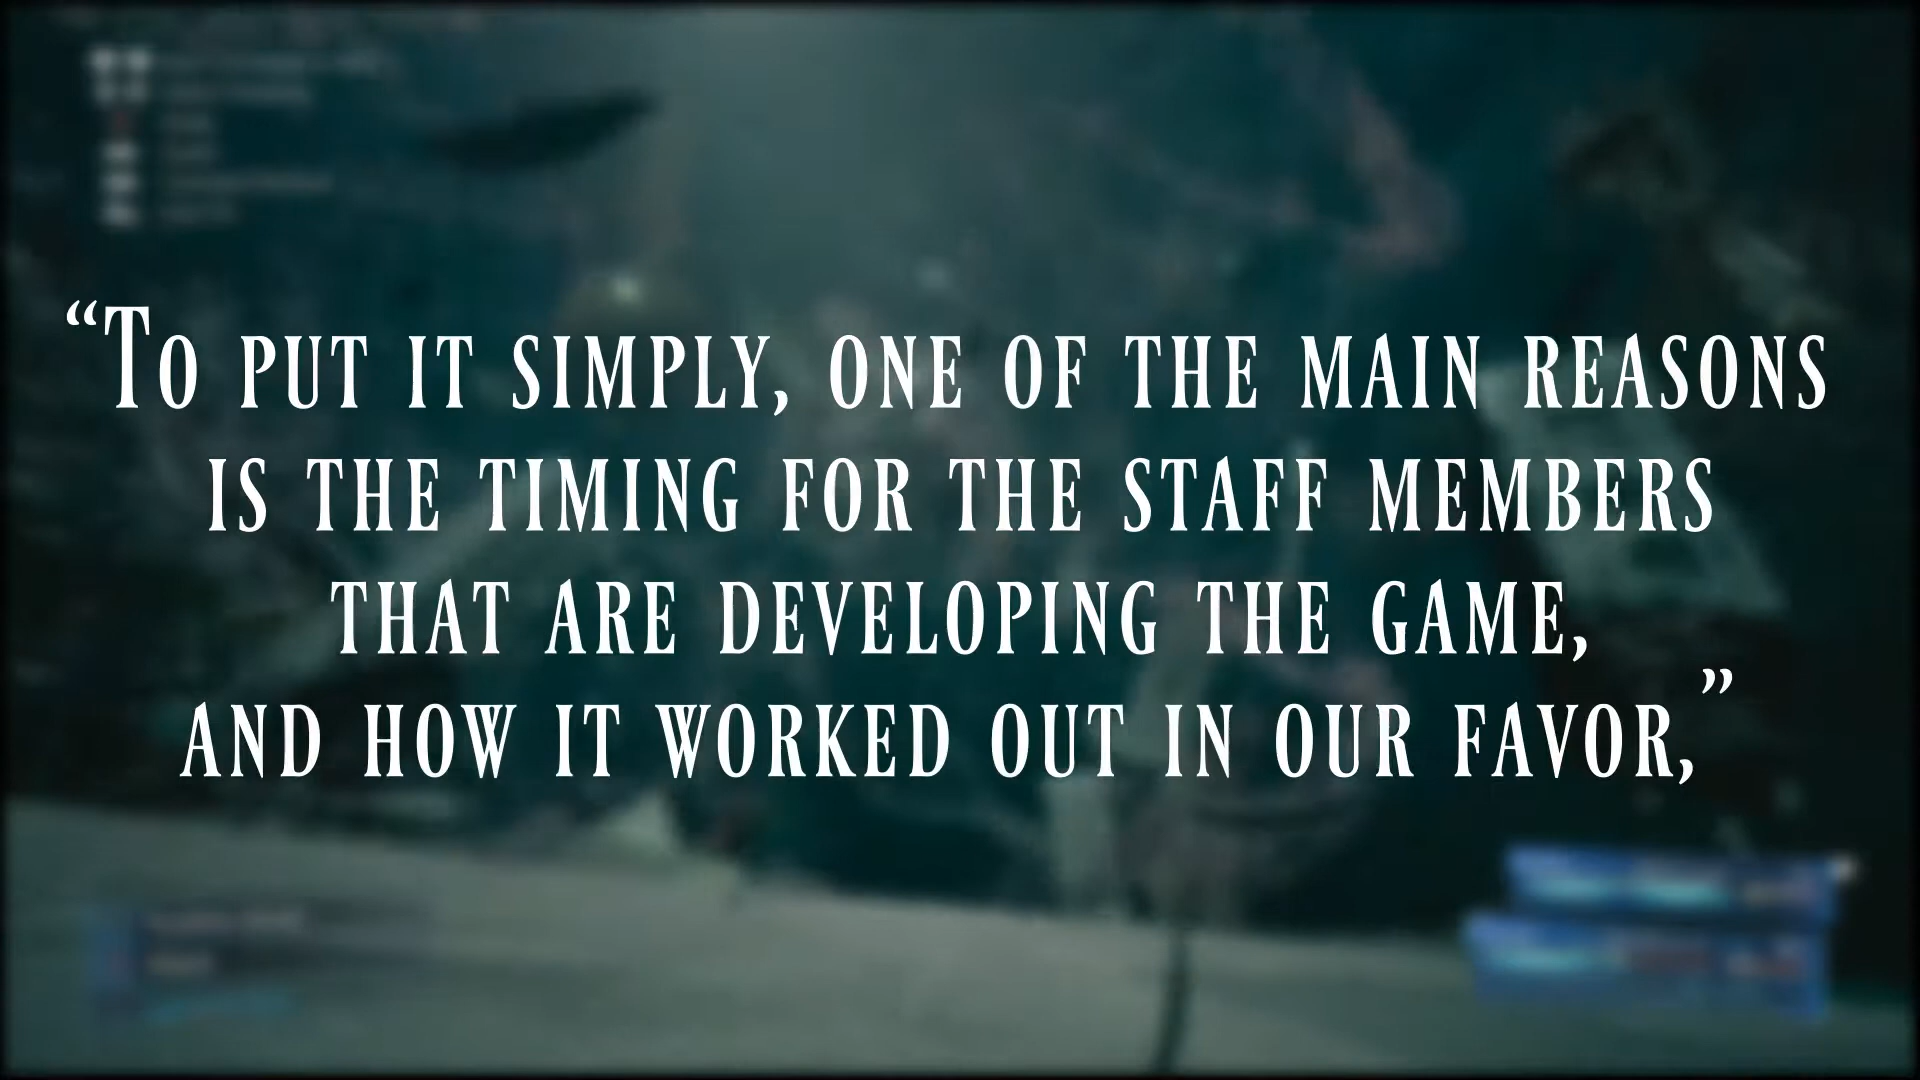 “To put it simply, one of the main reasons
is the timing for the staff members
that are developing the game,
and how it worked out in our favor,”